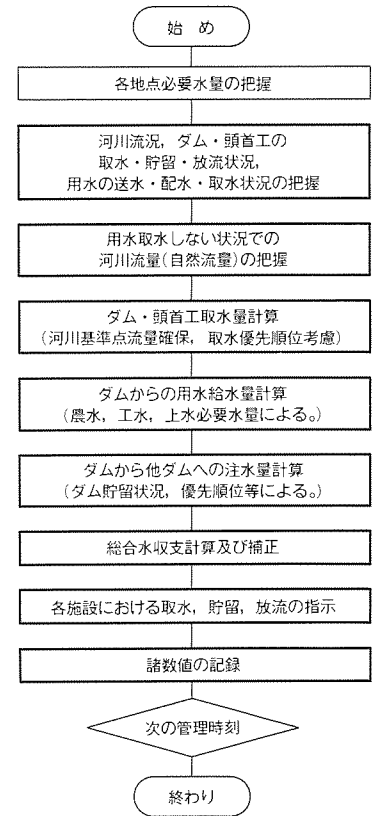 始　め
各地点必要水量の把握
河川流況，ダム・頭首工の
取水・貯留・放流状況，
用水の送水・配水・取水状況の把握
用水取水しない状況での
河川流量(自然流量)の把握
ダム・頭首工取水量計算
(河川基準点流量確保，取水優先順位考慮)
ダムからの用水給水量計算
(農水，工水，上水必要水量による。)
ダムから他ダムへの注水量計算
(ダム貯留状況，優先順位等による。)
総合水収支計算及び補正
各施設における取水，貯留，放流の指示
諸数値の記録
次の管理時刻
終わり